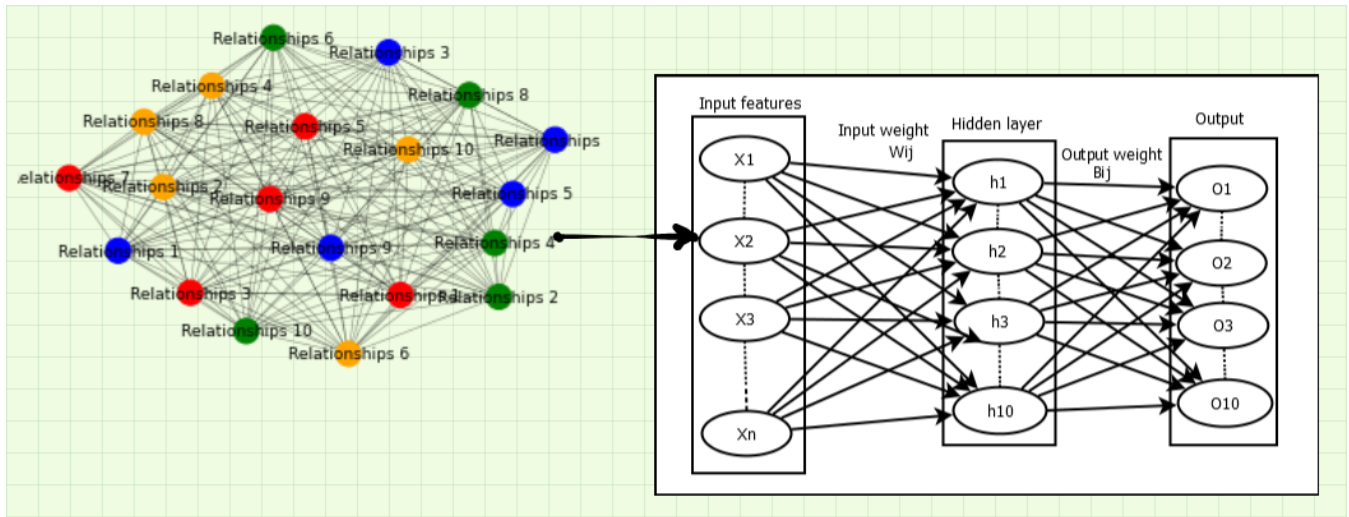 Relationships 6
Relationships 3
Relationships 4
Relationships 8
Relationships 8
Relationships 5
Relationships 10
Relationships
elationships 7
Relationships 2
Relationships 9
Relationships 5
Relationships 1
Relationships 9
Relationships 4
Relationships 3
Relationships 1
Relationships 2
Relationships 10
Relationships 6
Input features
X1
X2
X3
Xn
Input weight
Wij
Hidden layer
h1
h2
h3
h10
Output weight
Bij
Output
O1
O2
O3
O10